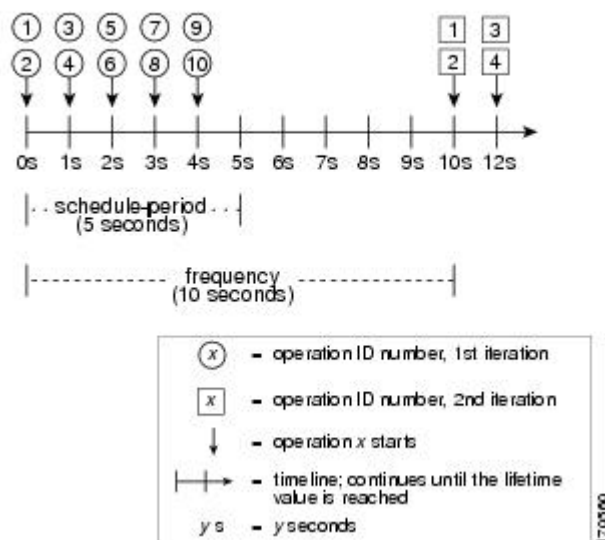 1 3 5 7 9 1 3
2 4 6 8 10 2 4
0s 1s 2s 3s 4s 5s 6s 7s 8s 9s 10s 12s
schedule-period
(5 seconds)
frequency
(10 seconds)
x - operation ID number, 1st iteration
x - operation ID number, 2nd iteration
- operation x starts
- timeline; continues until the lifetime
value is reached
y s - y seconds